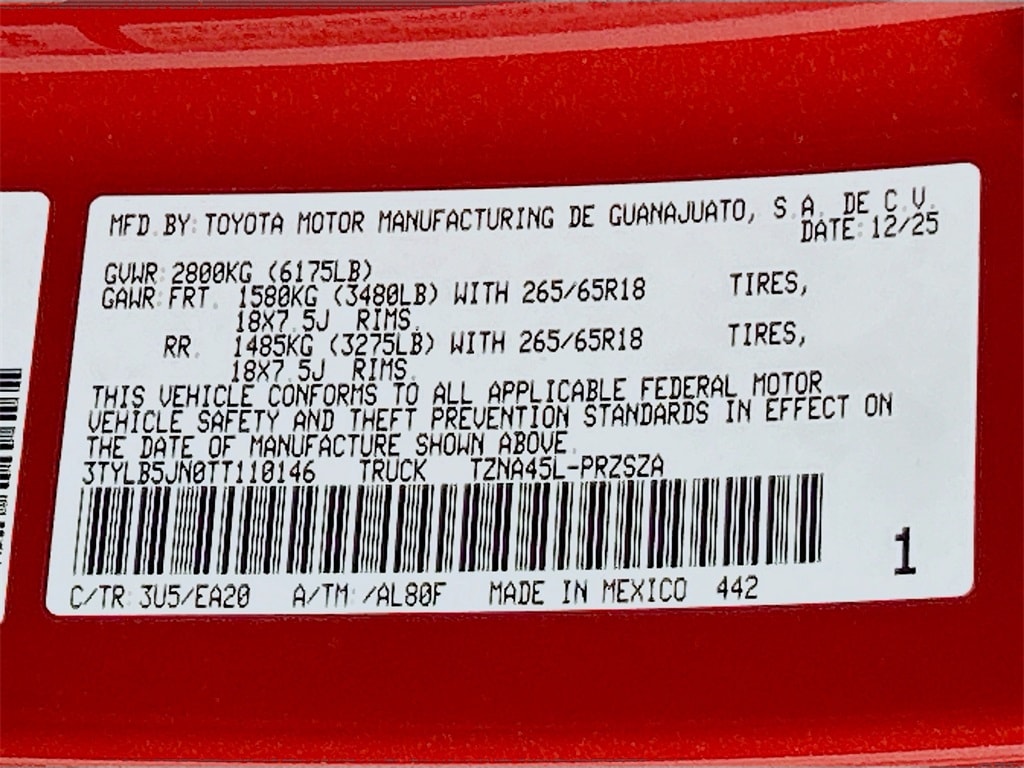 MFD.BY: TOYOTA MOTOR MANUFACTURING DE GUANAJUATO, S.A. DE C.V.
DATE: 12/25
GVWR: 2800KG (6175LB)
GAWR: FRT. 1580KG (3480LB) WITH 265/65R18 TIRES,
18X7.5J RIMS.
RR. 1485KG (3275LB) WITH 265/65R18 TIRES,
18X7.5J RIMS.
THIS VEHICLE CONFORMS TO ALL APPLICABLE FEDERAL MOTOR
VEHICLE SAFETY AND THEFT PREVENTION STANDARDS IN EFFECT ON
THE DATE OF MANUFACTURE SHOWN ABOVE.
3TYLB5JN0TT110146 TRUCK TZNA45L-PRZSZA
1
C/TR: 3U5/EA20 A/TM: /AL80F MADE IN MEXICO 442